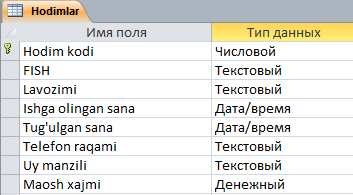 Hodimlar
Имя поля Тип данных
Hodim kodi Числовой
FISH Текстовый
Lavozimi Текстовый
Ishga olingan sana Дата/время
Tug'ulgan sana Дата/время
Telefon raqami Текстовый
Uy manzili Текстовый
Maosh xajmi Денежный